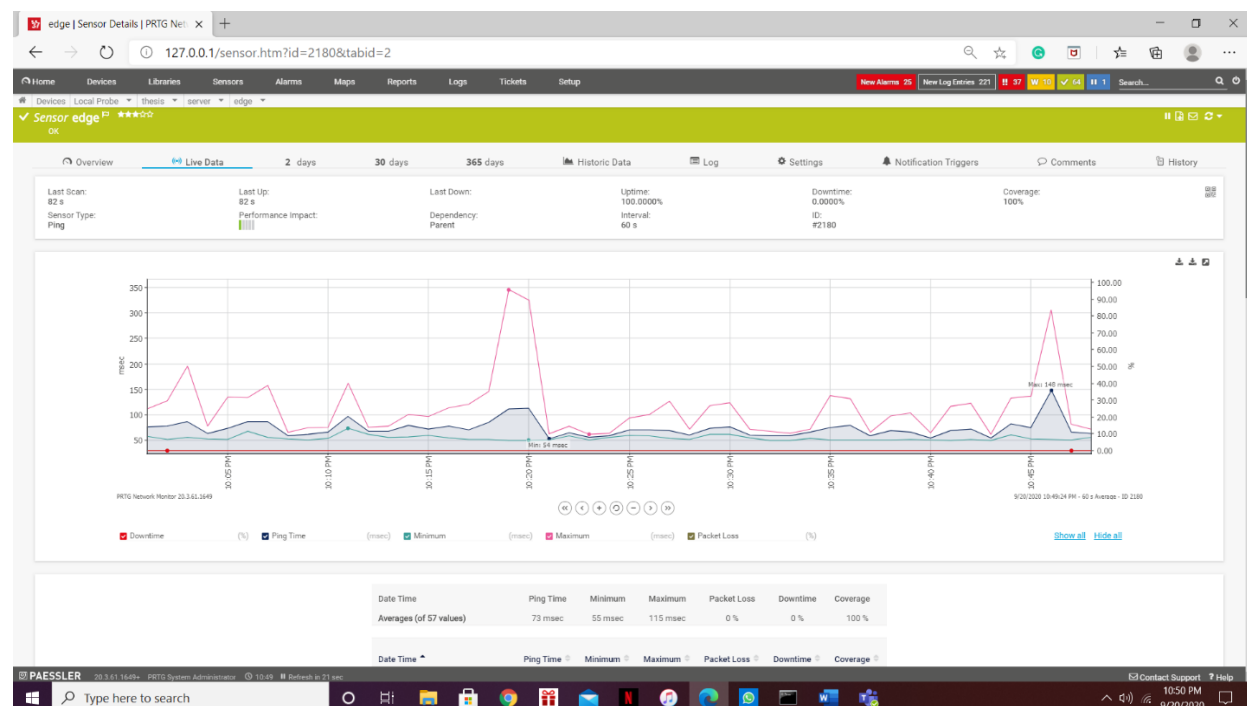 edge | Sensor Details | PRTG Net
127.0.0.1/sensor.htm?id=2180&tabid=2
Home Devices Libraries Sensors Alarms Maps Reports Logs Tickets Setup New Alarms 25 New Log Entries 221 !! 37 W 10 64 1 Search...
Devices Local Probe thesis server edge
Sensor edge
OK
Overview Live Data 2 days 30 days 365 days Historic Data Log Settings Notification Triggers Comments History
Last Scan: Last Up: Last Down: Uptime: Downtime: Coverage:
82 s 82 s 100.0000% 0.0000% 100%
Sensor Type: Performance Impact: Dependency: Interval: ID:
Ping Parent 60 s #2180
350
300
250
200
150
100
50
msec
100.00
90.00
80.00
70.00
60.00
50.00
40.00
30.00
20.00
10.00
0.00
%
Max: 148 msec
Min: 54 msec
10:05 PM 10:10 PM 10:15 PM 10:20 PM 10:25 PM 10:30 PM 10:35 PM 10:40 PM 10:45 PM
PRTG Network Monitor 20.3.61.1649 9/20/2020 10:49:24 PM - 60 s Average - ID 2180
Downtime (%) Ping Time (msec) Minimum (msec) Maximum (msec) Packet Loss (%) Show all Hide all
Date Time Ping Time Minimum Maximum Packet Loss Downtime Coverage
Averages (of 57 values) 73 msec 55 msec 115 msec 0 % 0 % 100 %
Date Time Ping Time Minimum Maximum Packet Loss Downtime Coverage
PAESSLER 20.3.61.1649+ PRTG System Administrator 10:49 Refresh in 21 sec Contact Support ? Help
Type here to search
10:50 PM
9/20/2020